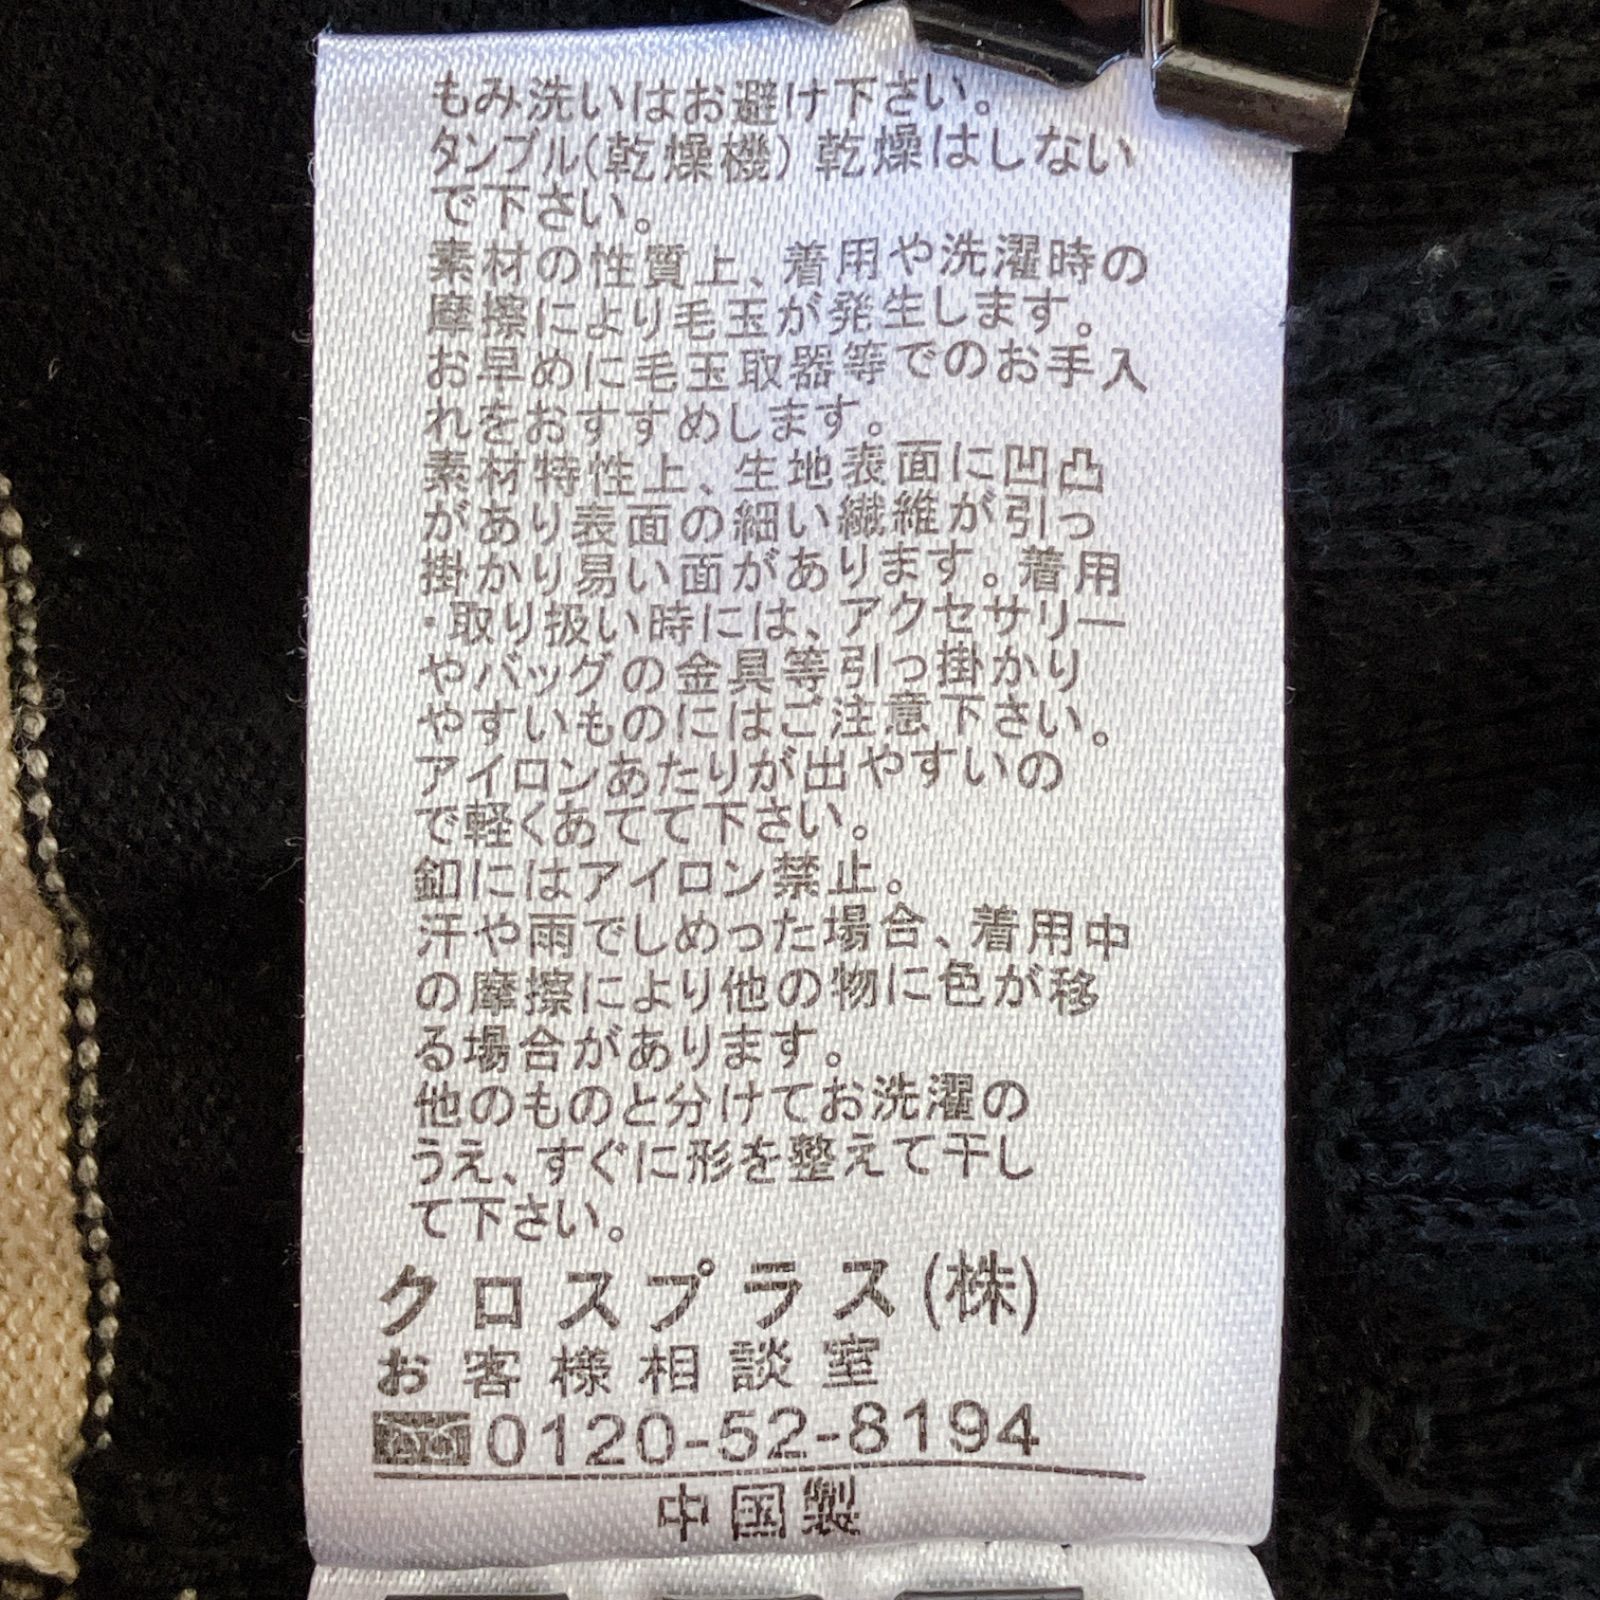 もみ洗いはお避け下さい。
タンブル(乾燥機)乾燥はしない
で下さい。
素材の性質上、着用や洗濯時の
摩擦により毛玉が発生します。
お早めに毛玉取器等でのお手入
れをおすすめします。
素材特性上、生地表面に凹凸
があり表面の細い繊維が引っ
掛かり易い面があります。着用
・取り扱い時には、アクセサリー
やバッグの金具等引っ掛かり
やすいものにはご注意下さい。
アイロンあたりが出やすいの
で軽くあてて下さい。
釦にはアイロン禁止。
汗や雨でしめった場合、着用中
の摩擦により他の物に色が移
る場合があります。
他のものと分けてお洗濯の
うえ、すぐに形を整えて干し
て下さい。
クロスプラス(株)
お客様相談室
0120-52-8194
中国製